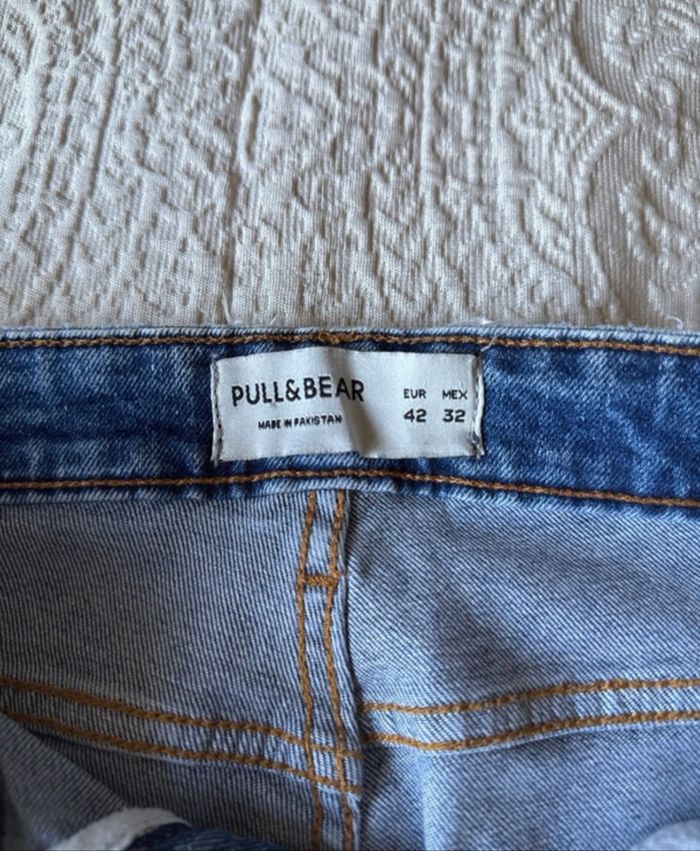 PULL&BEAR
MADE IN PAKISTAN
EUR MEX
42 32